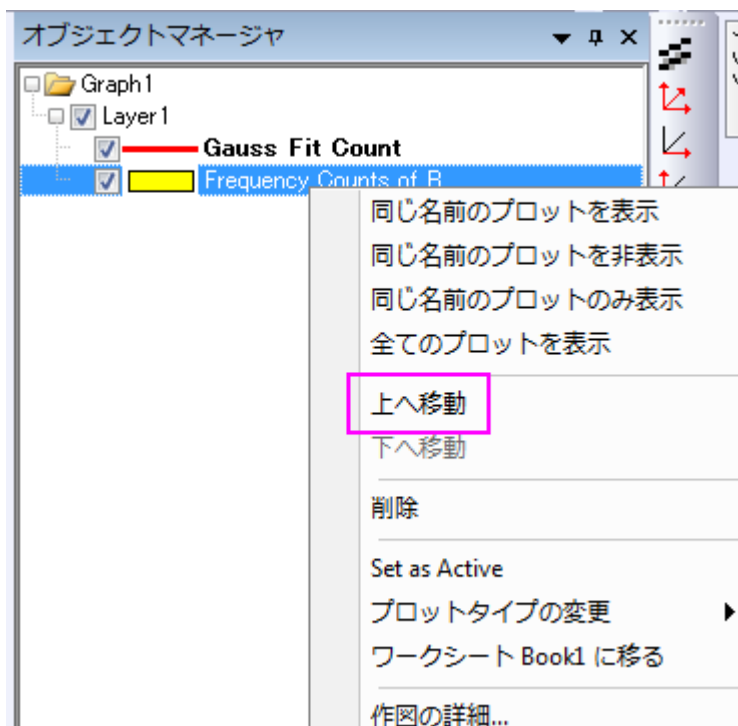 オブジェクトマネージャ
Graph1
Layer1
Gauss Fit Count
Frequency Counts of B
同じ名前のプロットを表示
同じ名前のプロットを非表示
同じ名前のプロットのみ表示
全てのプロットを表示
上へ移動
下へ移動
削除
Set as Active
プロットタイプの変更
ワークシート Book1 に移る
作図の詳細...